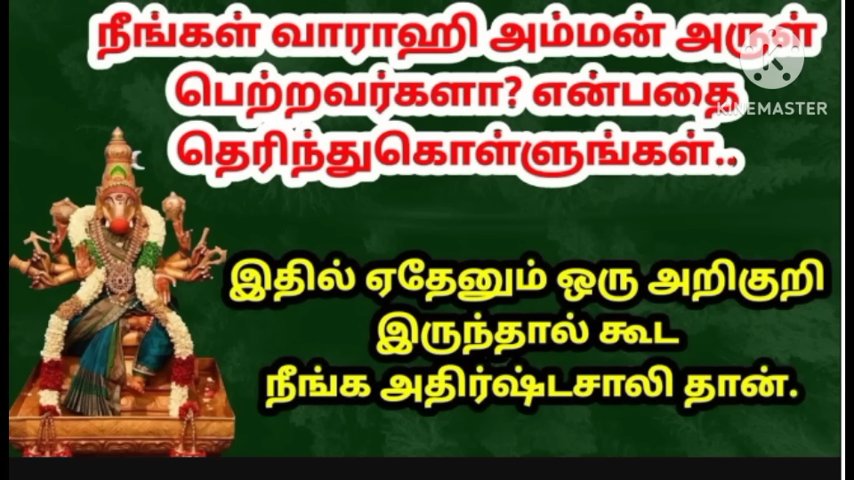 நீங்கள் வாராஹி அம்மன் அருள்
பெற்றவர்களா? என்பதை
தெரிந்துகொள்ளுங்கள்..
KINEMASTER
இதில் ஏதேனும் ஒரு அறிகுறி
இருந்தால் கூட
நீங்க அதிர்ஷ்டசாலி தான்.